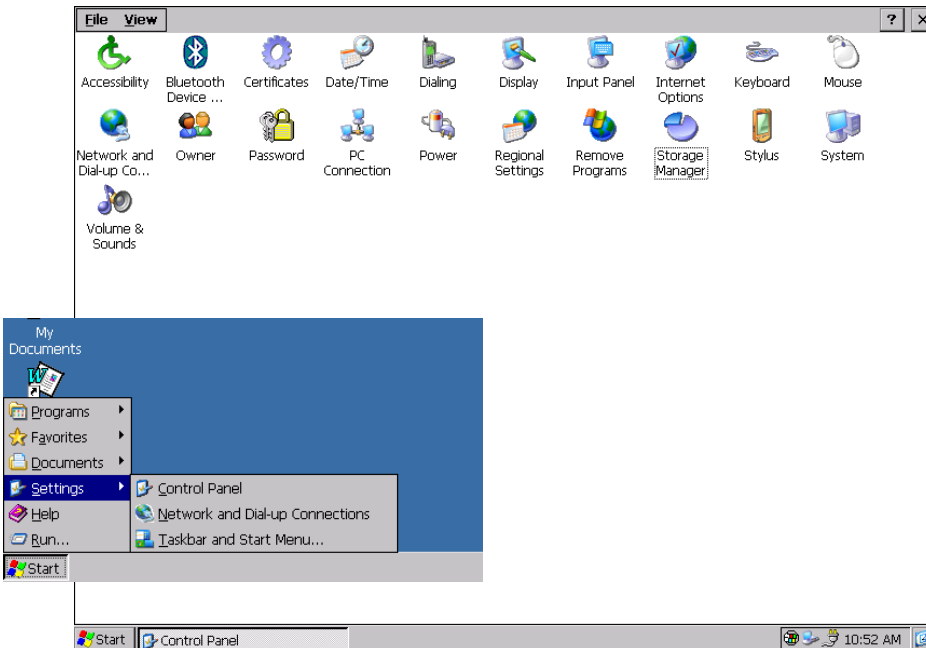 File View ? ×
Accessibility Bluetooth Device ... Certificates Date/Time Dialing Display Input Panel Internet Options Keyboard Mouse
Network and Dial-up Co... Owner Password PC Connection Power Regional Settings Remove Programs Storage Manager Stylus System
Volume & Sounds
My
Documents
W
Programs
Favorites
Documents
Settings
Control Panel
Help
Network and Dial-up Connections
Run...
Taskbar and Start Menu...
Start
Start Control Panel 10:52 AM